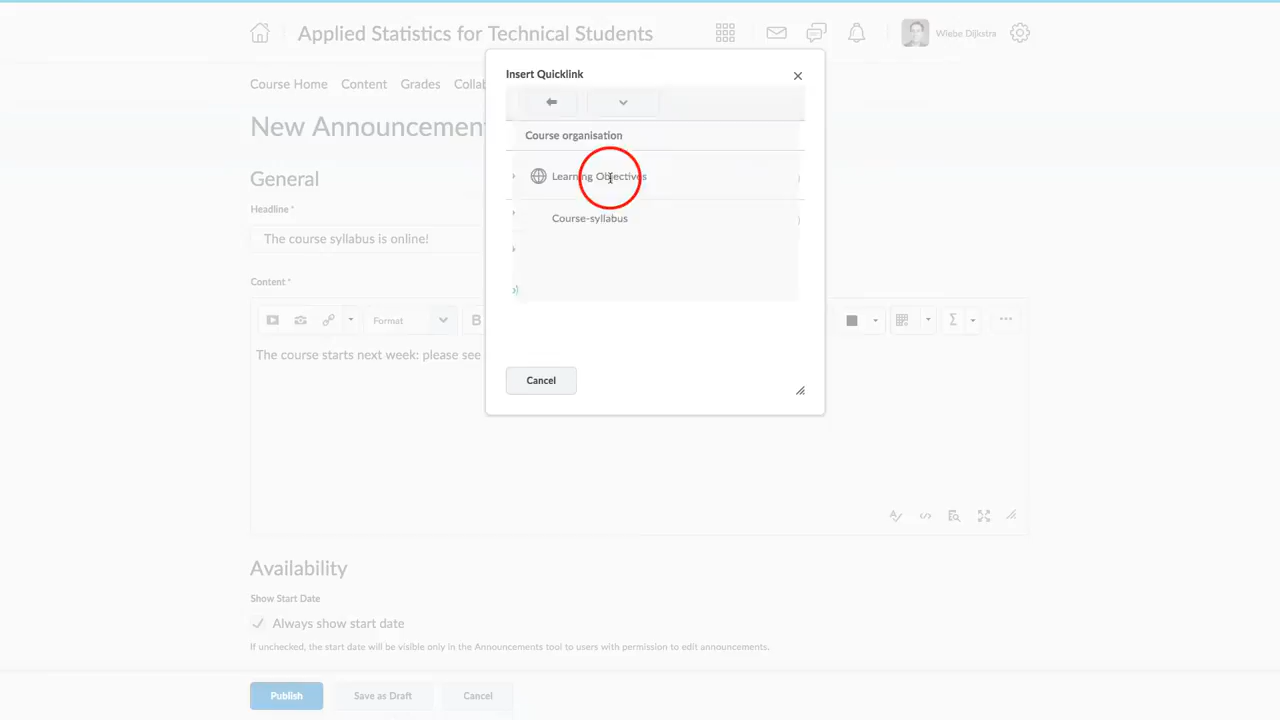 Applied Statistics for Technical Students
Wiebe Dijkstra
Insert Quicklink
Course Home Content Grades Collab
New Announcement
Course organisation
General
Learning Objectives
Headline *
Course-syllabus
The course syllabus is online!
Content *
Format
B
Σ
The course starts next week: please see
Cancel
Availability
Show Start Date
Always show start date
If unchecked, the start date will be visible only in the Announcements tool to users with permission to edit announcements.
Publish Save as Draft Cancel